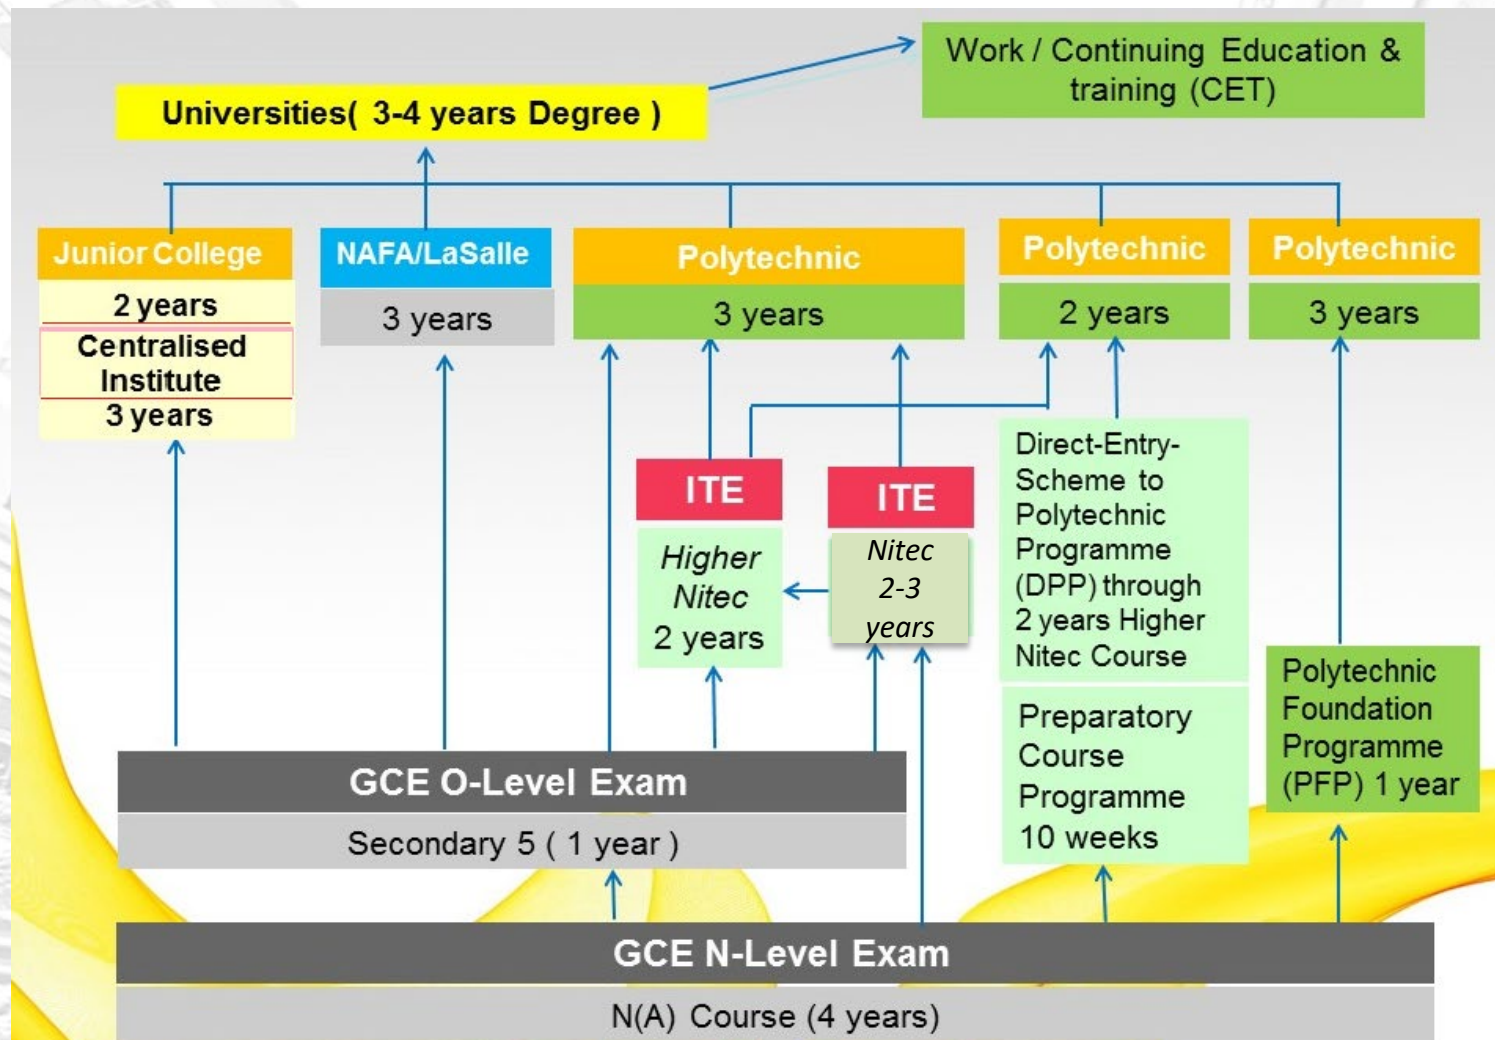 Work / Continuing Education &
training (CET)
Universities( 3-4 years Degree )
Junior College
2 years
Centralised
Institute
3 years
NAFA/LaSalle
3 years
Polytechnic
3 years
Polytechnic
2 years
Polytechnic
3 years
ITE
Higher
Nitec
2 years
ITE
Nitec
2-3
years
Direct-Entry-
Scheme to
Polytechnic
Programme
(DPP) through
2 years Higher
Nitec Course
Preparatory
Course
Programme
10 weeks
Polytechnic
Foundation
Programme
(PFP) 1 year
GCE O-Level Exam
Secondary 5 ( 1 year )
GCE N-Level Exam
N(A) Course (4 years)